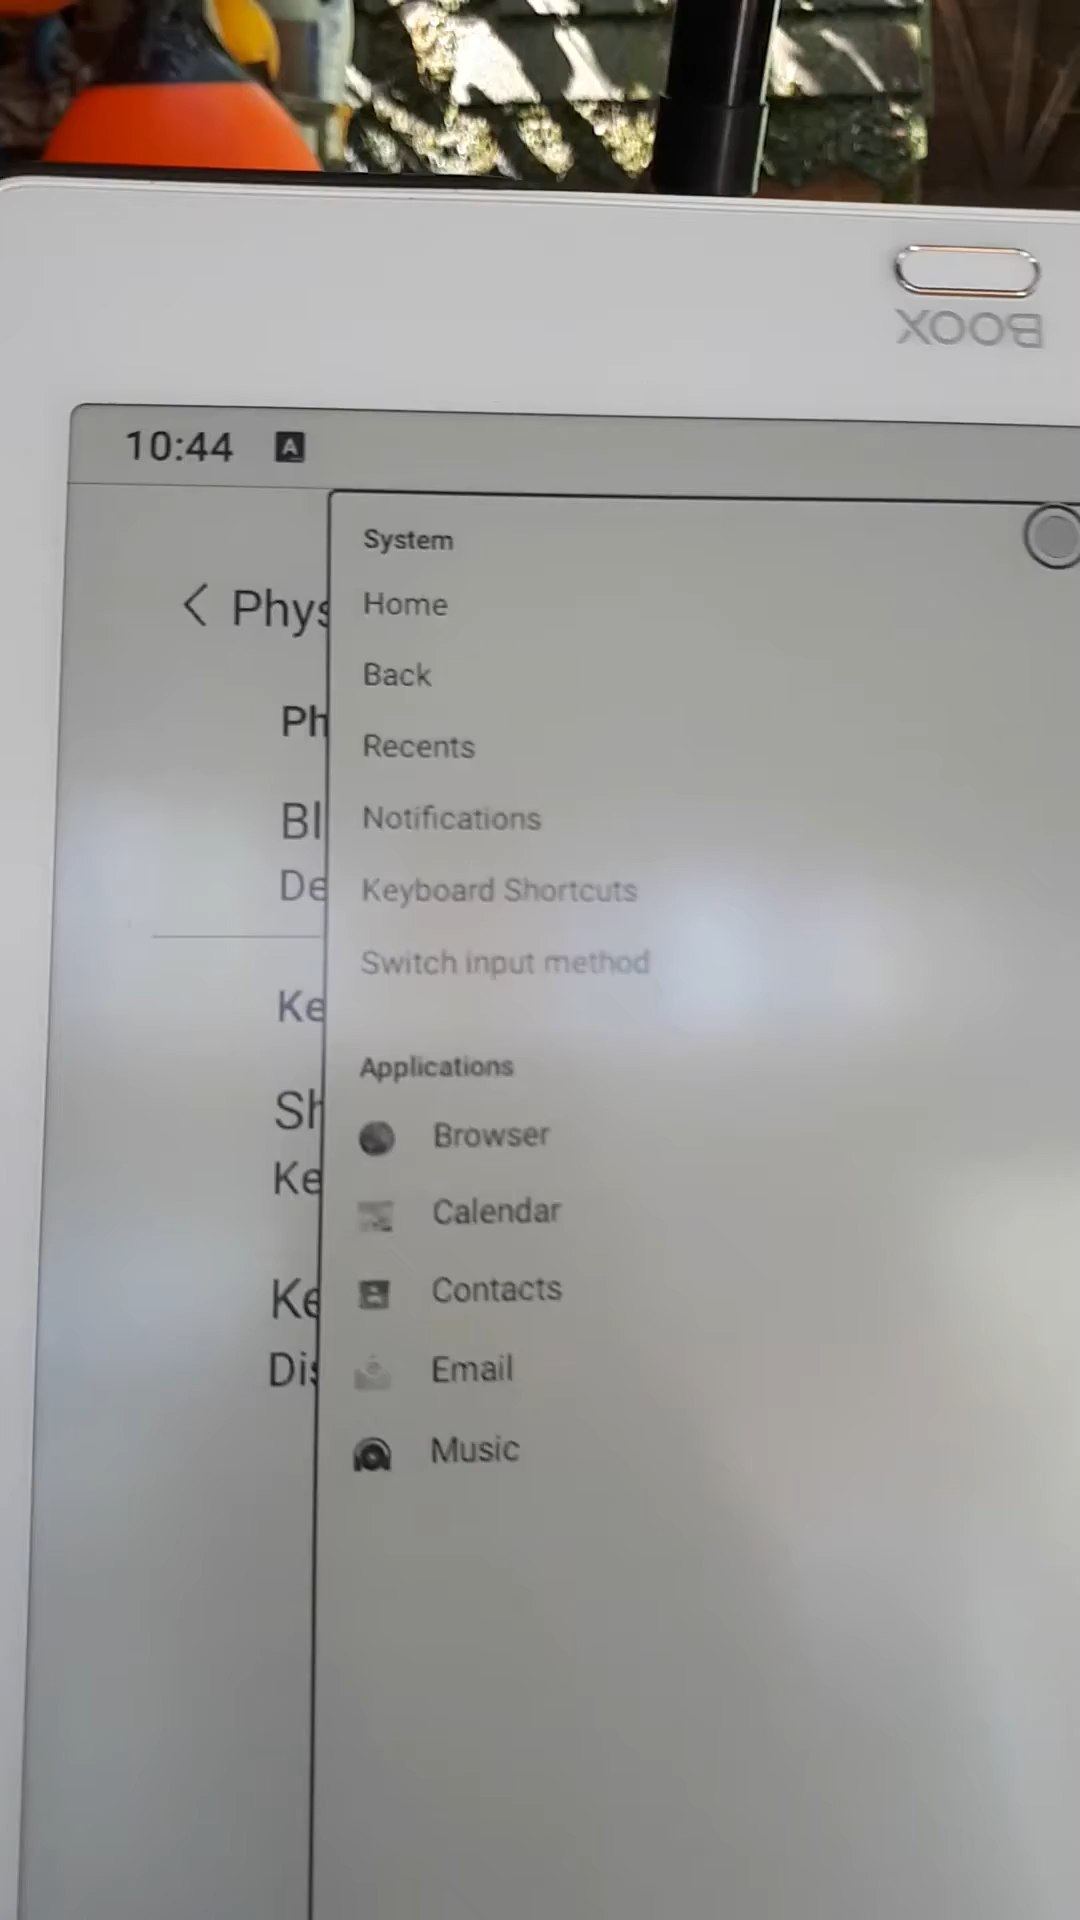 BOOX
10:44 A
System
Phys
Home
Back
Ph
Recents
Bl
Notifications
De
Keyboard Shortcuts
Switch input method
Ke
Applications
Sh
Browser
Ke
Calendar
Ke
Contacts
Dis
Email
Music